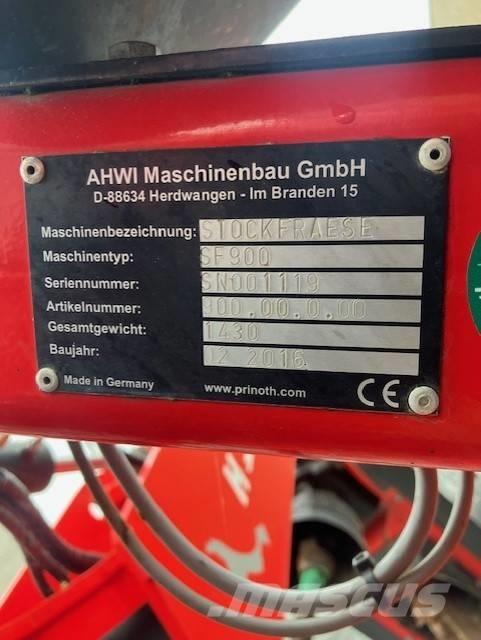 AHWI Maschinenbau GmbH
D-88634 Herdwangen - Im Branden 15
Maschinenbezeichnung: STOCKFRAESE
Maschinentyp: SF900
Seriennummer: SN001119
Artikelnummer: 900.00.0.00
Gesamtgewicht: 1430
Baujahr: 12 2016
Made in Germany www.prinoth.com CE
MASCUS